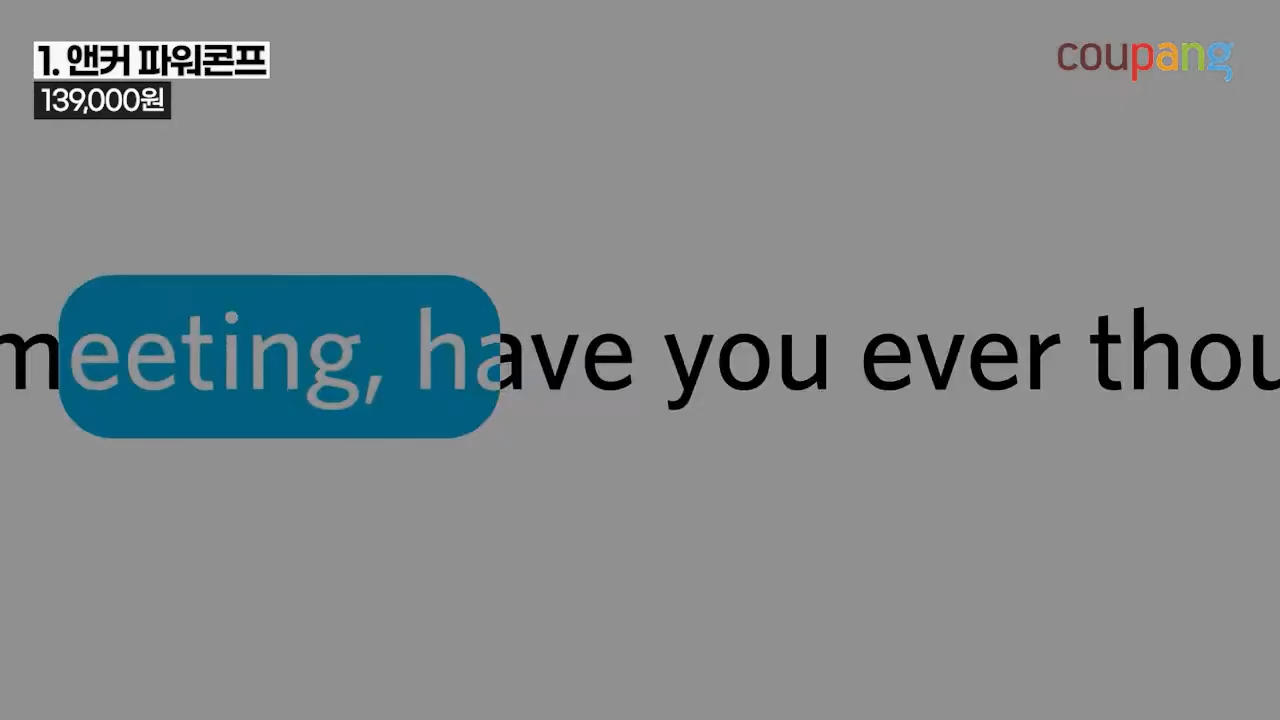 1. 앤커 파워콘프
139,000원
coupang
meeting, have you ever thou